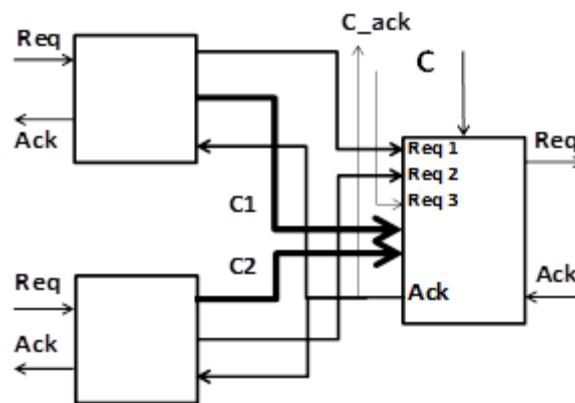 C_ack
Req
C
Ack
Req 1
Req
Req 2
Req 3
C1
C2
Req
Ack
Ack
Ack